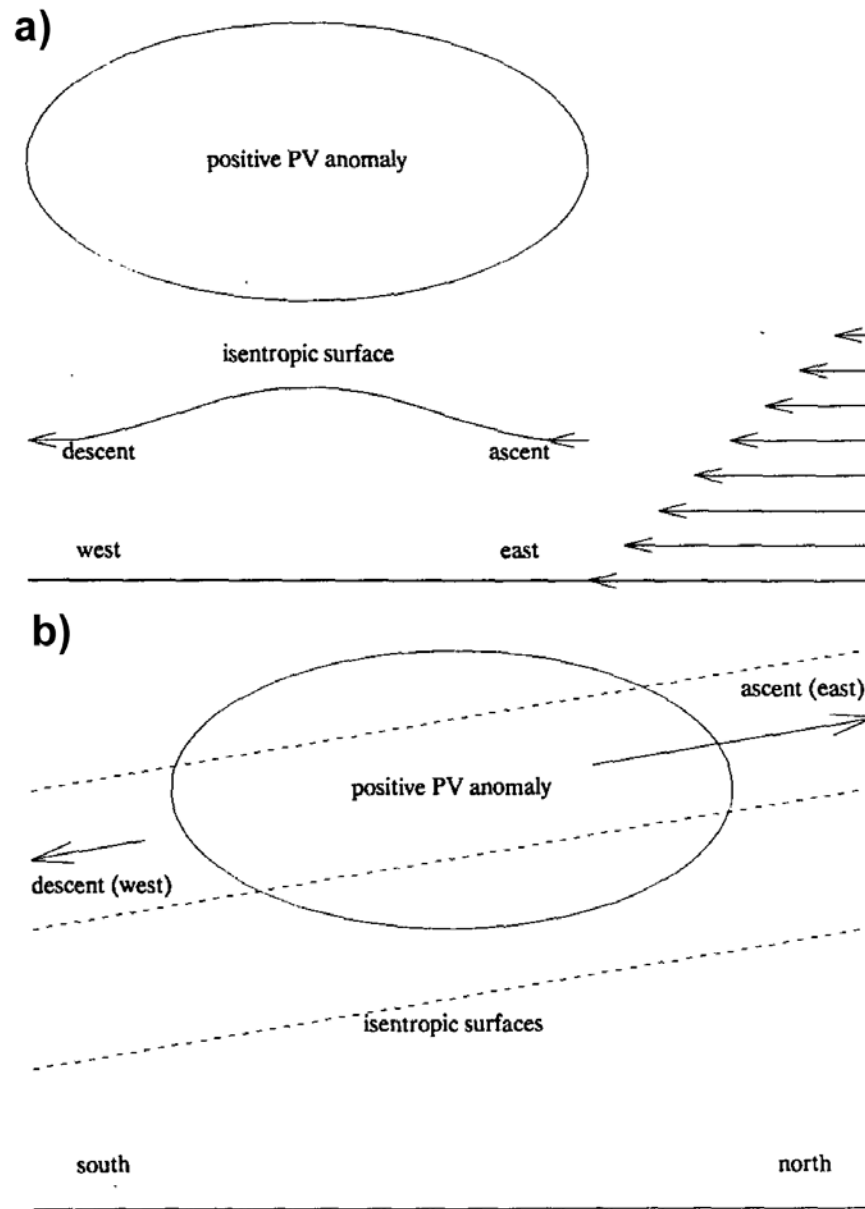 a)
positive PV anomaly
isentropic surface
descent
ascent
west
east
b)
ascent (east)
positive PV anomaly
descent (west)
isentropic surfaces
south
north